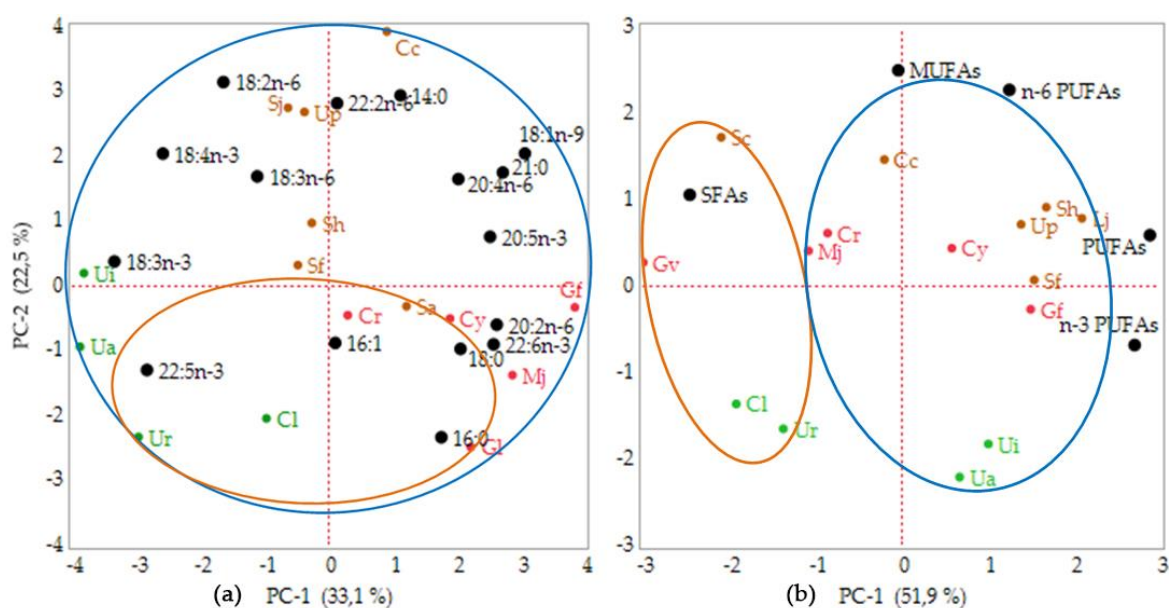 4
3
2
1
0
-1
-2
-3
-4
PC-2 (22,5 %)
Cc
18:2n-6
Sj
Up
22:2n-6
14:0
18:4n-3
18:3n-6
18:1n-9
21:0
20:4n-6
Sh
20:5n-3
18:3n-3
Ui
Sf
Gf
Sa
Cr
Cy
20:2n-6
Ua
16:1
22:6n-3
18:0
22:5n-3
Mj
Cl
Ur
16:0
Gl
-4 -3 -2 -1 0 1 2 3 4
(a) PC-1 (33,1 %)
3
2
1
0
-1
-2
-3
MUFAs
n-6 PUFAs
Sc
Cc
SFAs
Sh
Lj
Up
PUFAs
Cr
Mj
Cy
Gv
Sf
Gf
n-3 PUFAs
Cl
Ur
Ui
Ua
-3 -2 -1 0 1 2 3
(b) PC-1 (51,9 %)